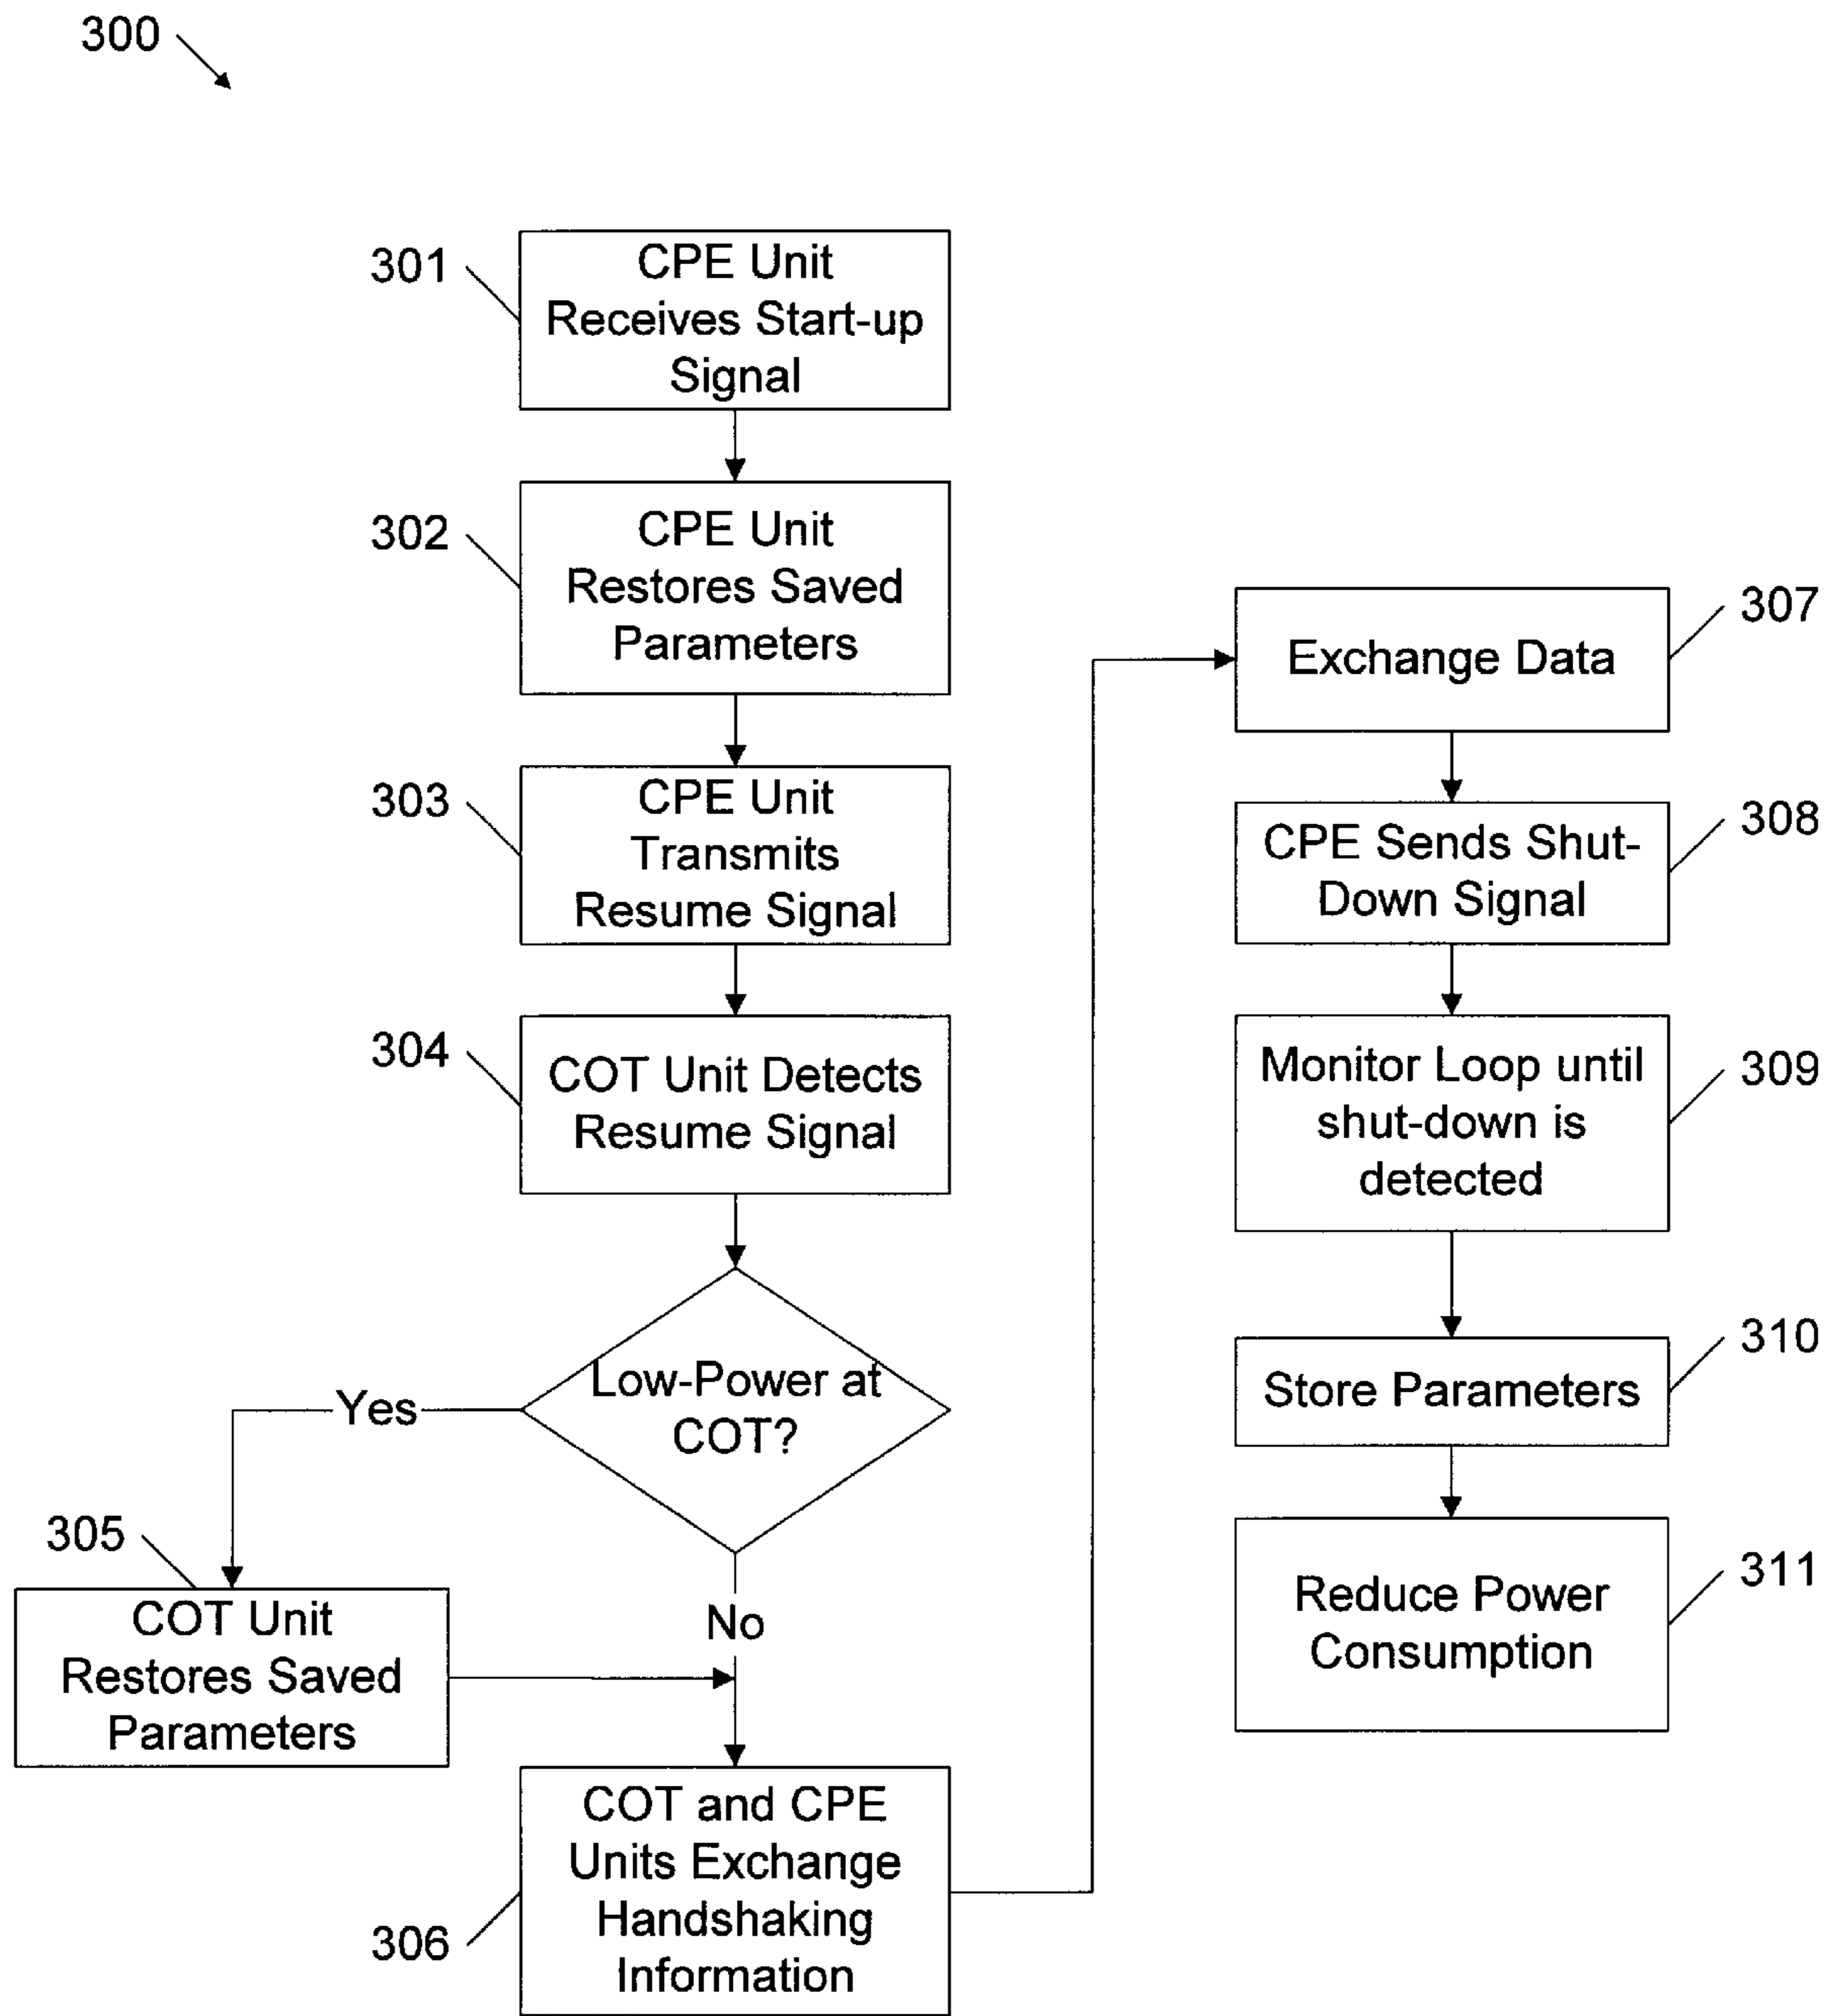 300
301
CPE Unit
Receives Start-up
Signal
302
CPE Unit
Restores Saved
Parameters
303
CPE Unit
Transmits
Resume Signal
304
COT Unit Detects
Resume Signal
Low-Power at
COT?
Yes
No
305
COT Unit
Restores Saved
Parameters
306
COT and CPE
Units Exchange
Handshaking
Information
307
Exchange Data
308
CPE Sends Shut-
Down Signal
309
Monitor Loop until
shut-down is
detected
310
Store Parameters
311
Reduce Power
Consumption